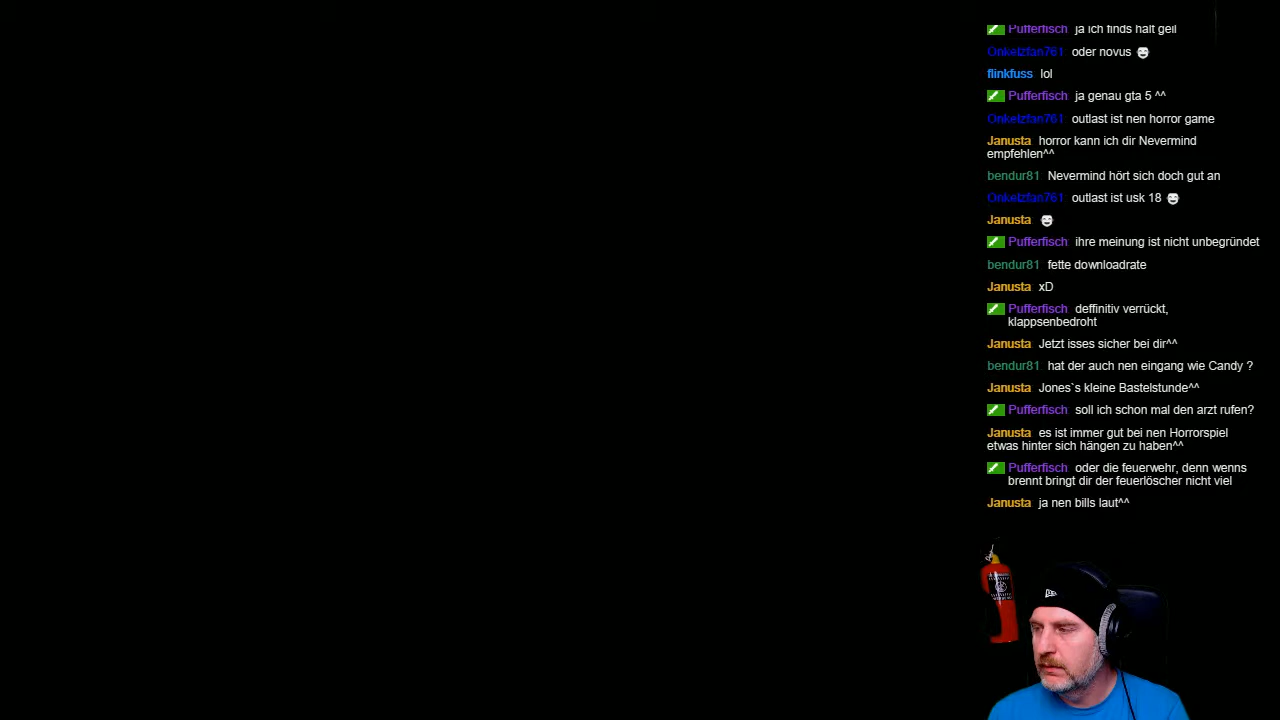 Pufferfisch ja ich finds halt geil
Onkelzfan761 oder novus
flinkfuss lol
Pufferfisch ja genau gta 5 ^^
Onkelzfan761 outlast ist nen horror game
Janusta horror kann ich dir Nevermind
empfehlen^^
bendur81 Nevermind hört sich doch gut an
Onkelzfan761 outlast ist usk 18
Janusta
Pufferfisch ihre meinung ist nicht unbegründet
bendur81 fette downloadrate
Janusta xD
Pufferfisch deffinitiv verrückt,
klappsenbedroht
Janusta Jetzt isses sicher bei dir^^
bendur81 hat der auch nen eingang wie Candy ?
Janusta Jones`s kleine Bastelstunde^^
Pufferfisch soll ich schon mal den arzt rufen?
Janusta es ist immer gut bei nen Horrorspiel
etwas hinter sich hängen zu haben^^
Pufferfisch oder die feuerwehr, denn wenns
brennt bringt dir der feuerlöscher nicht viel
Janusta ja nen bills laut^^